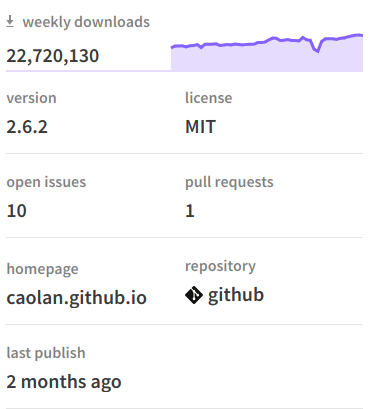 weekly downloads
22,720,130
version
license
2.6.2
MIT
open issues
pull requests
10
1
homepage
repository
caolan.github.io
github
last publish
2 months ago